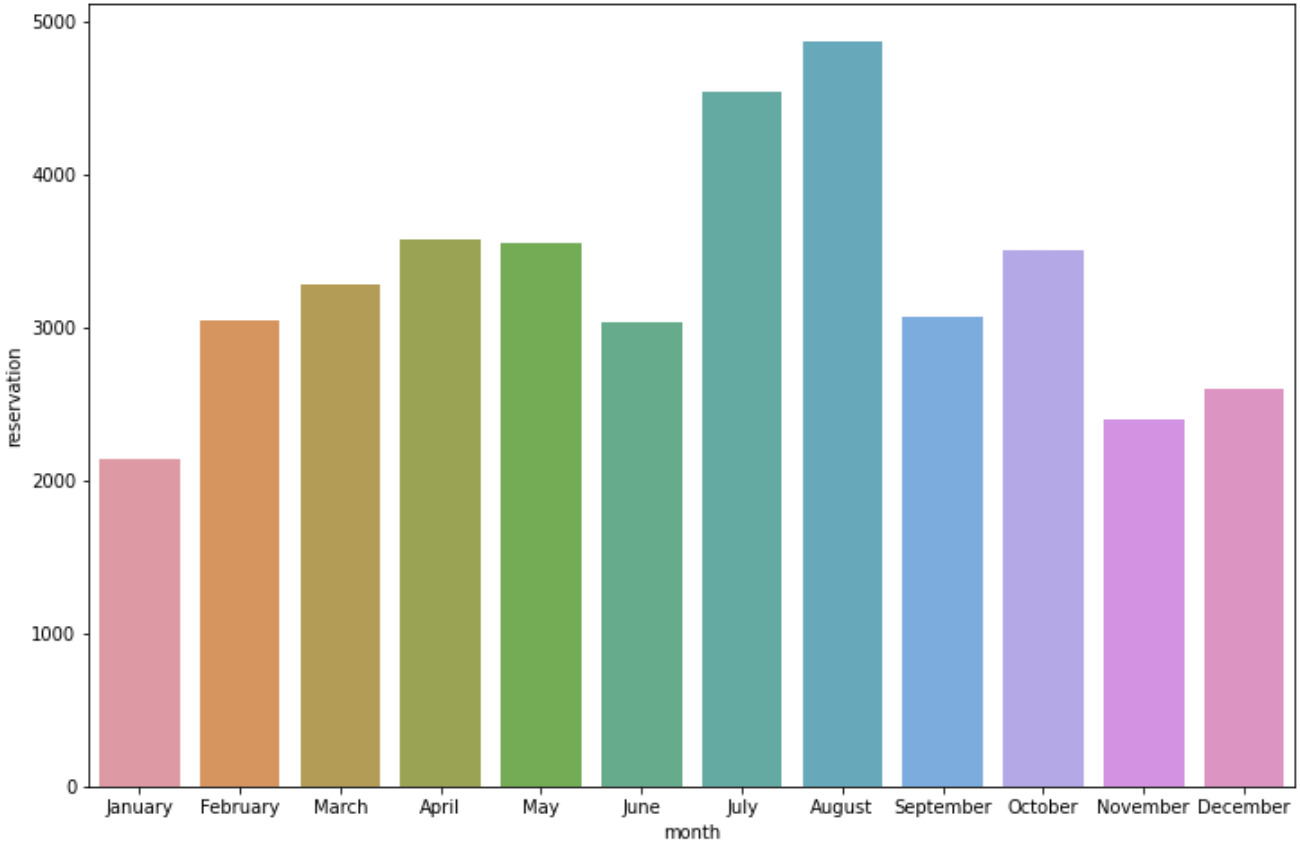 5000
4000
3000
2000
1000
0
reservation
January February March April May June July August September October November December
month